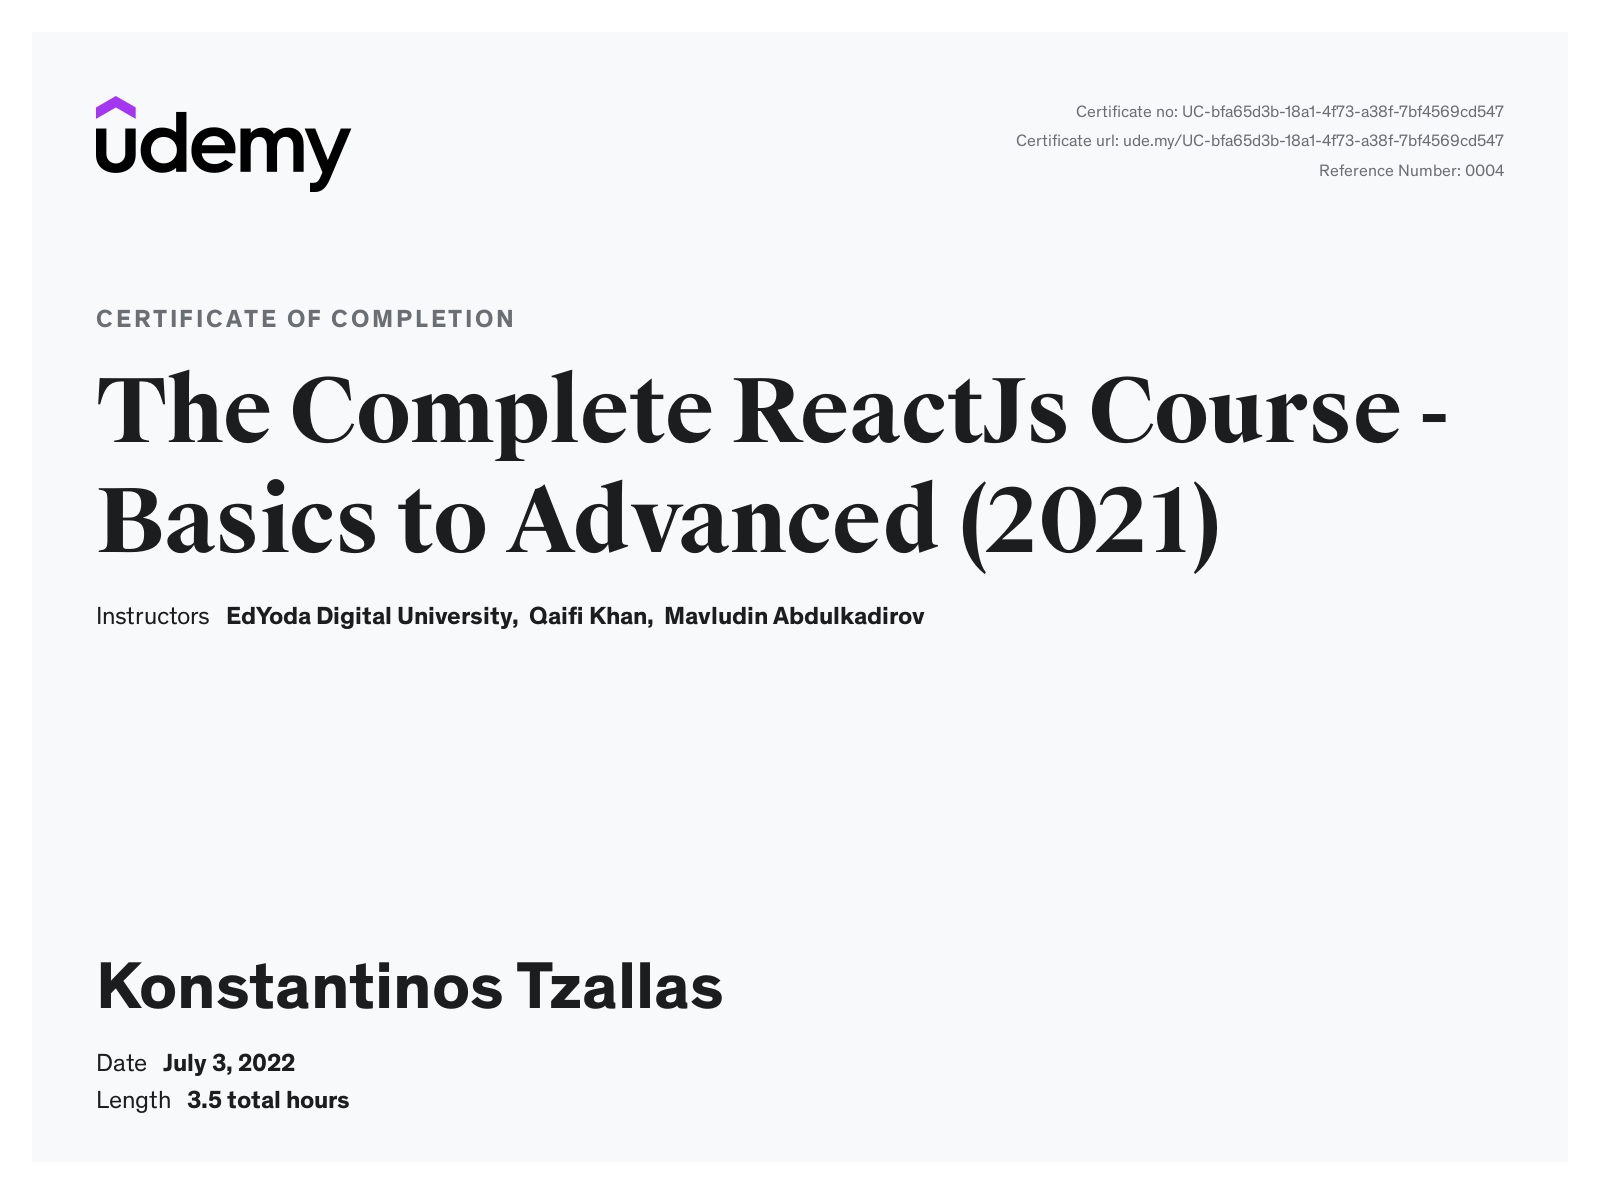 udemy
Certificate no: UC-bfa65d3b-18a1-4f73-a38f-7bf4569cd547
Certificate url: ude.my/UC-bfa65d3b-18a1-4f73-a38f-7bf4569cd547
Reference Number: 0004
CERTIFICATE OF COMPLETION
The Complete ReactJs Course -
Basics to Advanced (2021)
Instructors EdYoda Digital University, Qaifi Khan, Mavludin Abdulkadirov
Konstantinos Tzallas
Date July 3, 2022
Length 3.5 total hours